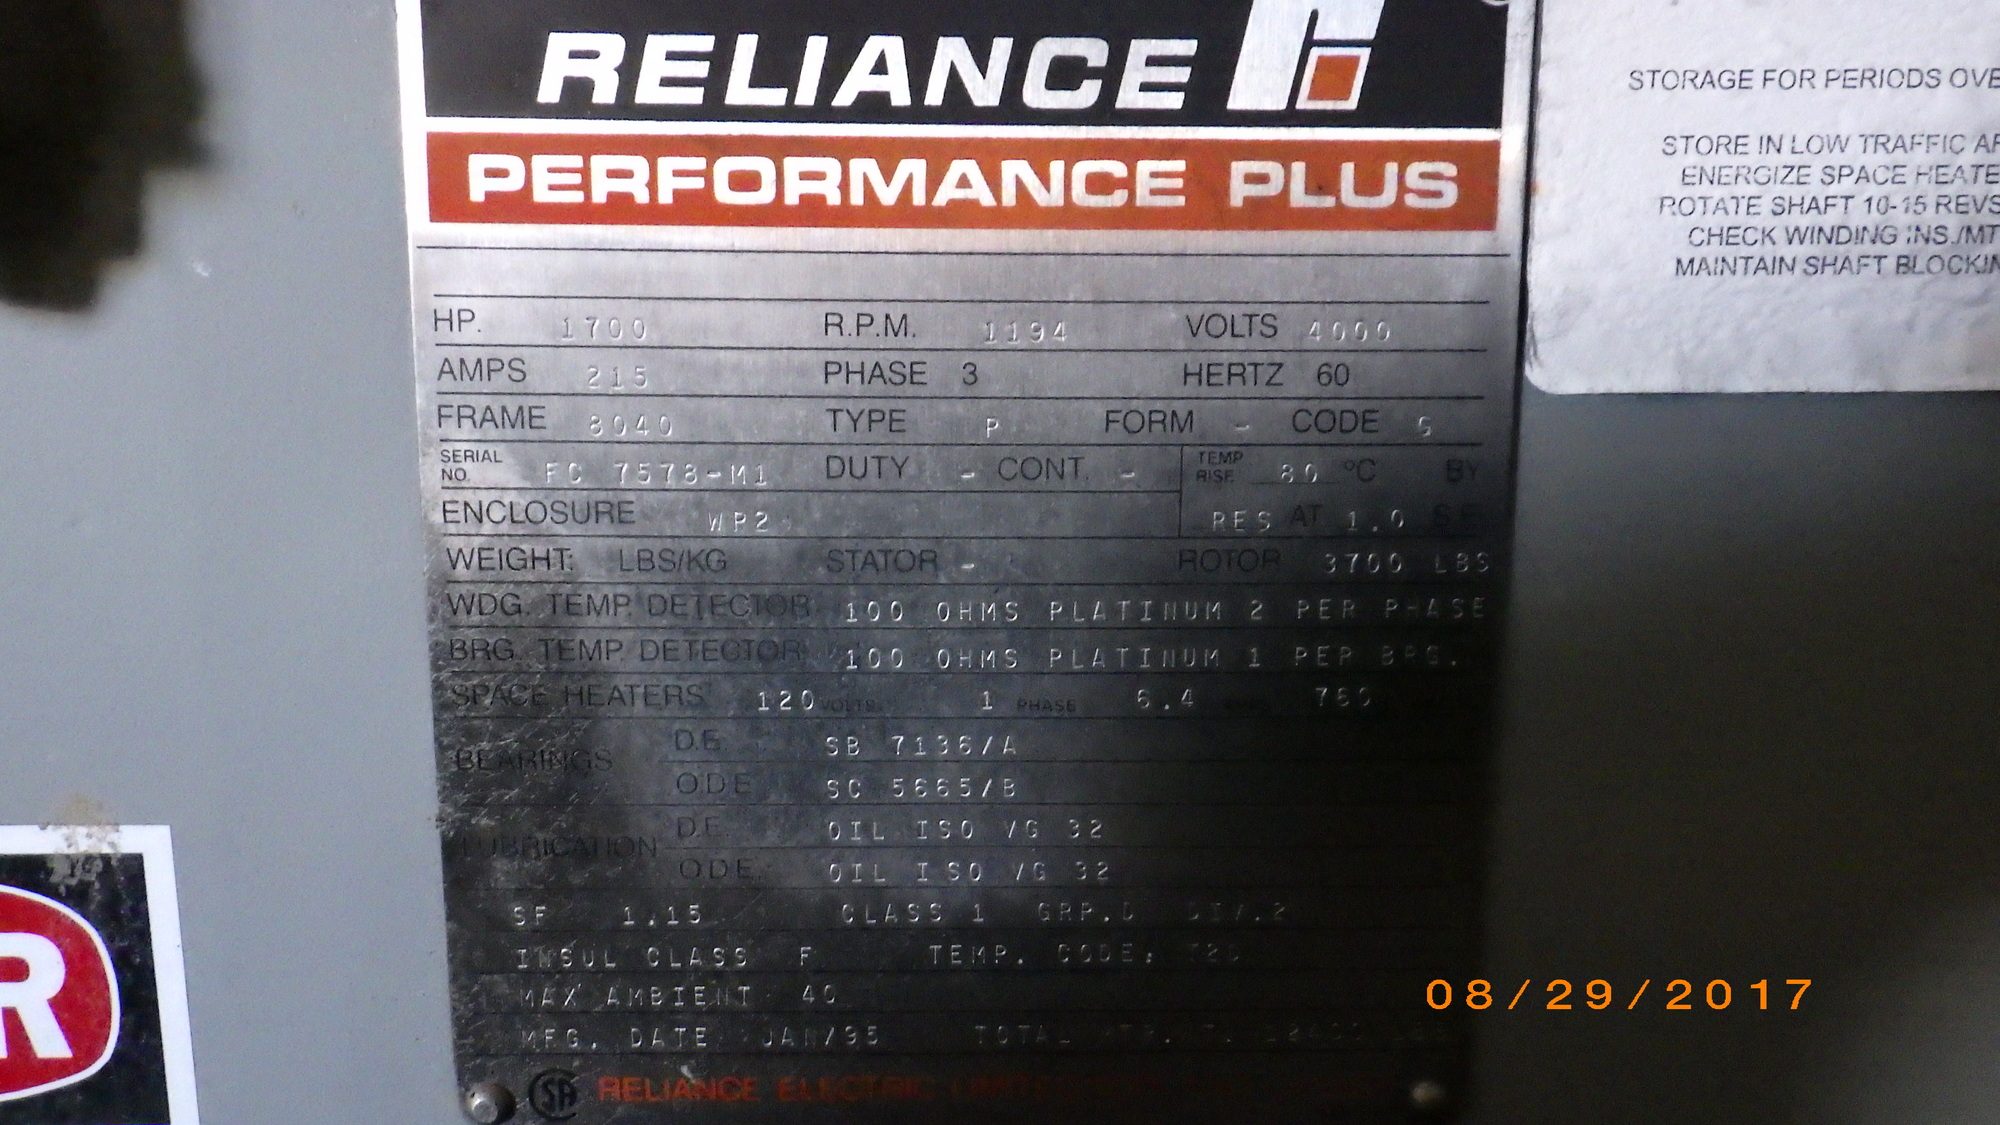 RELIANCE
PERFORMANCE PLUS
HP. 1700 R.P.M. 1194 VOLTS 4000
AMPS 215 PHASE 3 HERTZ 60
FRAME 8040 TYPE P FORM - CODE G
SERIAL NO. FC 7578-M1 DUTY - CONT. - TEMP RISE 80 °C BY
ENCLOSURE WP2 RES AT 1.0 S.F.
WEIGHT: LBS/KG STATOR - ROTOR 3700 LBS
WDG. TEMP. DETECTOR 100 OHMS PLATINUM 2 PER PHASE
BRG. TEMP. DETECTOR 100 OHMS PLATINUM 1 PER BRG.
SPACE HEATERS 120 VOLTS 1 PHASE 6.4
BEARINGS D.E. SB 7136/A
O.D.E. SC 5665/B
LUBRICATION D.E. OIL ISO VG 32
O.D.E. OIL ISO VG 32
SF 1.15 CLASS 1 GRP.D DIV.2
INSUL CLASS F TEMP. CODE:
MAX AMBIENT 40
MFG. DATE JAN/95 TOTAL
RELIANCE ELECTRIC
STORAGE FOR PERIODS
STORE IN LOW TRAFFIC
ENERGIZE SPACE
ROTATE SHAFT 10-15 REVS
CHECK WINDING INS./
MAINTAIN SHAFT
08/29/2017